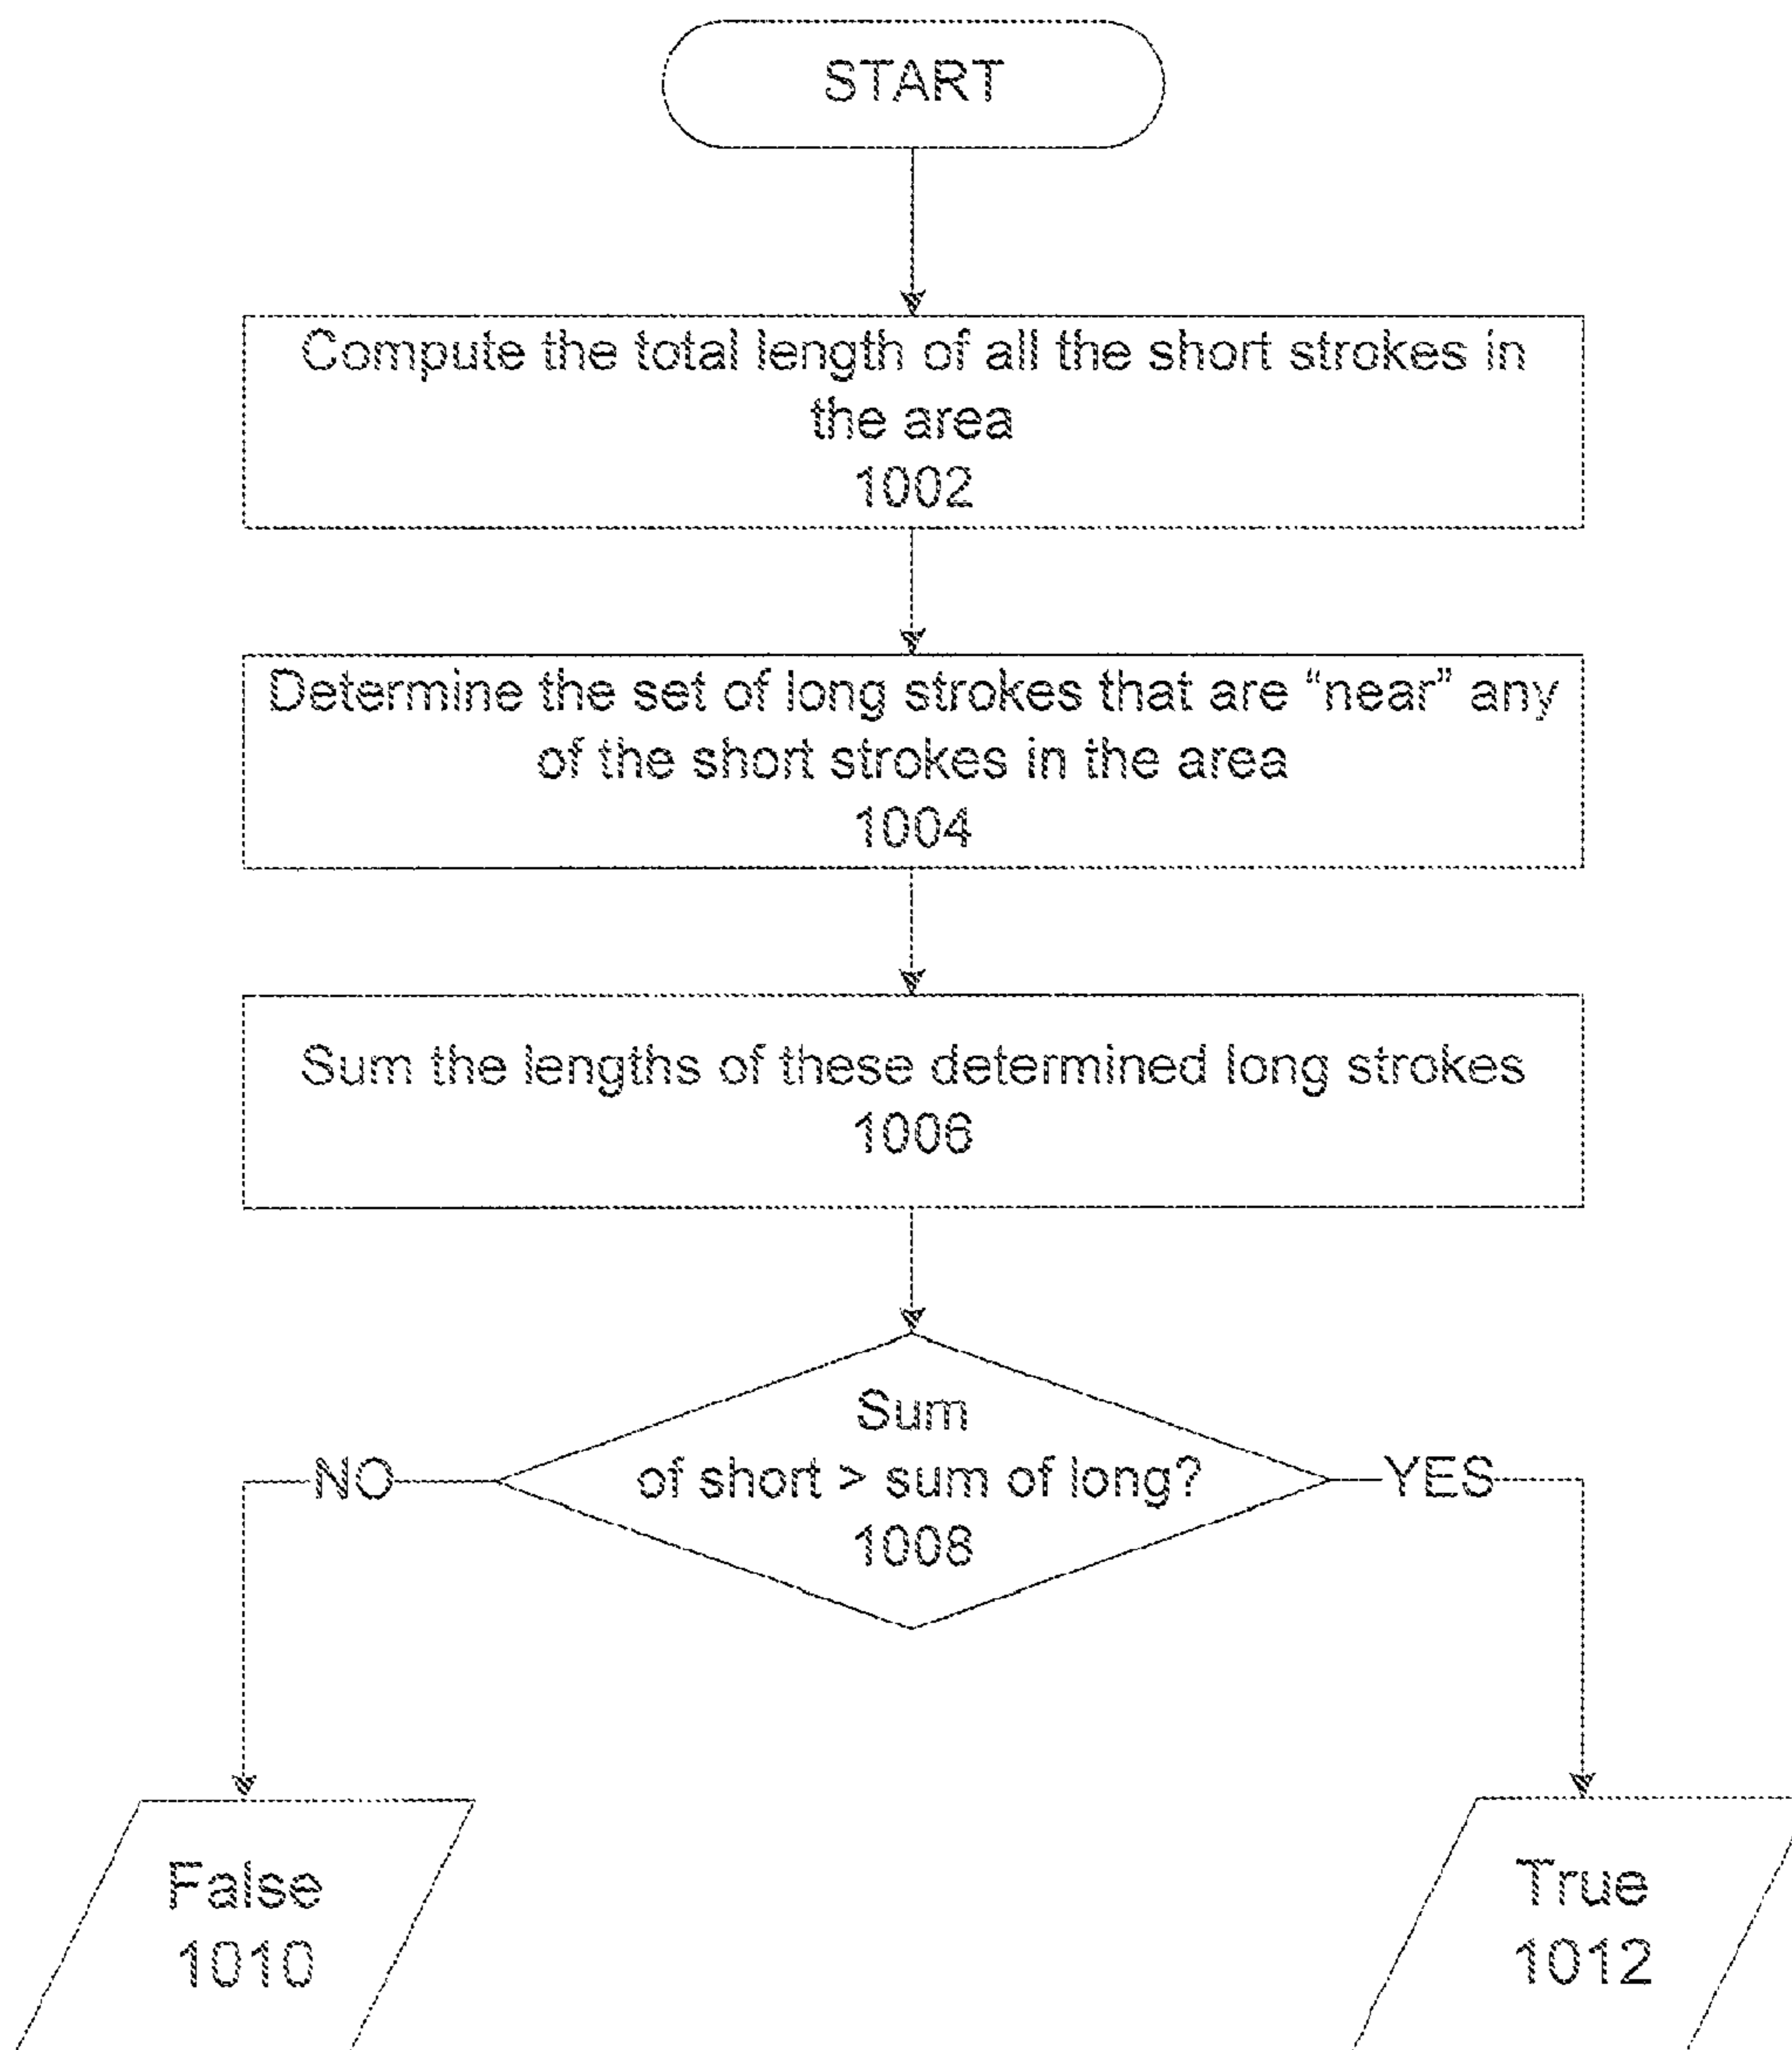 START
Compute the total length of all the short strokes in
the area
1002
Determine the set of long strokes that are “near” any
of the short strokes in the area
1004
Sum the lengths of these determined long strokes
1006
Sum
of short > sum of long?
1008
NO
YES
False
1010
True
1012